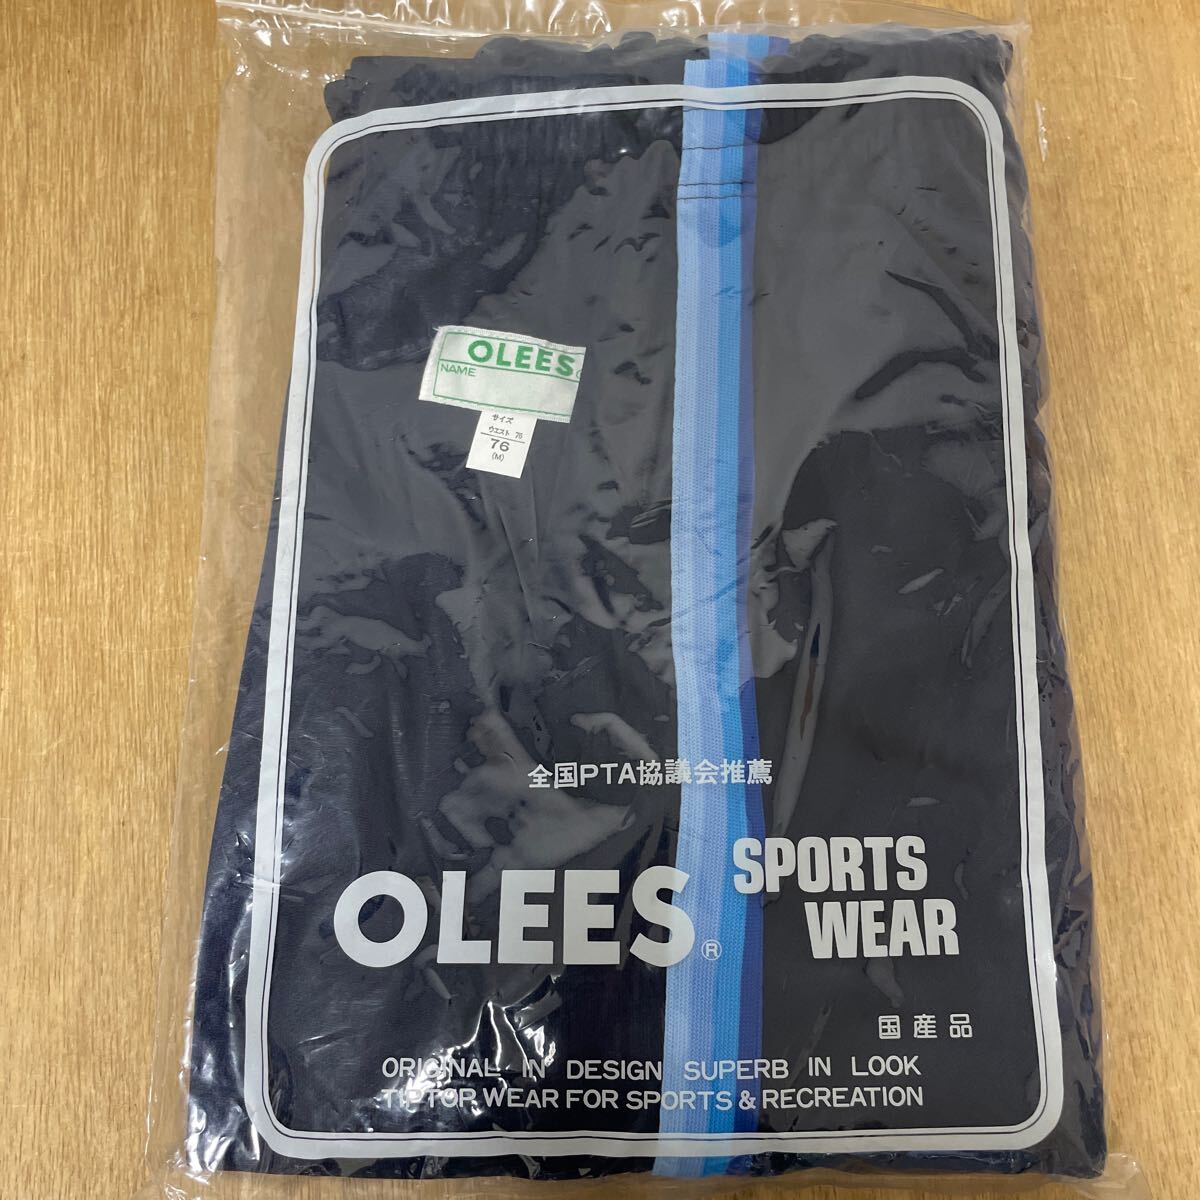 OLEES
NAME
サイズ
ウエスト 76
76
(M)
全国PTA協議会推薦
OLEES®
SPORTS
WEAR
国産品
ORIGINAL IN DESIGN SUPERB IN LOOK
TIPTOP WEAR FOR SPORTS & RECREATION